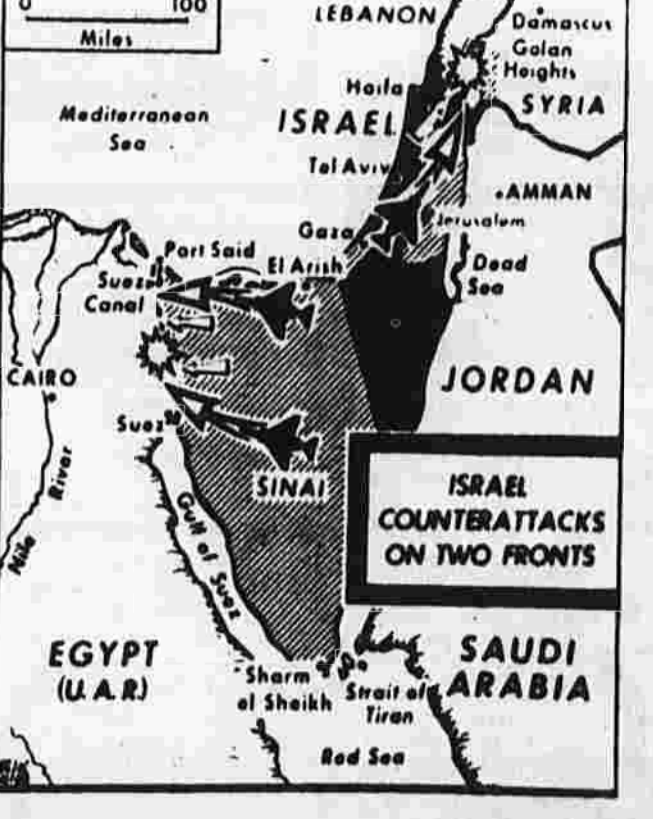 0 100
Miles
LEBANON
Damascus
Golan
Heights
Haifa
SYRIA
Mediterranean
Sea
ISRAEL
Tel Aviv
AMMAN
Jerusalem
Gaza
Port Said
El Arish
Dead
Sea
Suez
Canal
CAIRO
JORDAN
Suez
SINAI
ISRAEL
COUNTERATTACKS
ON TWO FRONTS
Nile River
Gulf of Suez
EGYPT
(U.A.R.)
SAUDI
ARABIA
Sharm
el Sheikh
Strait of
Tiran
Red Sea